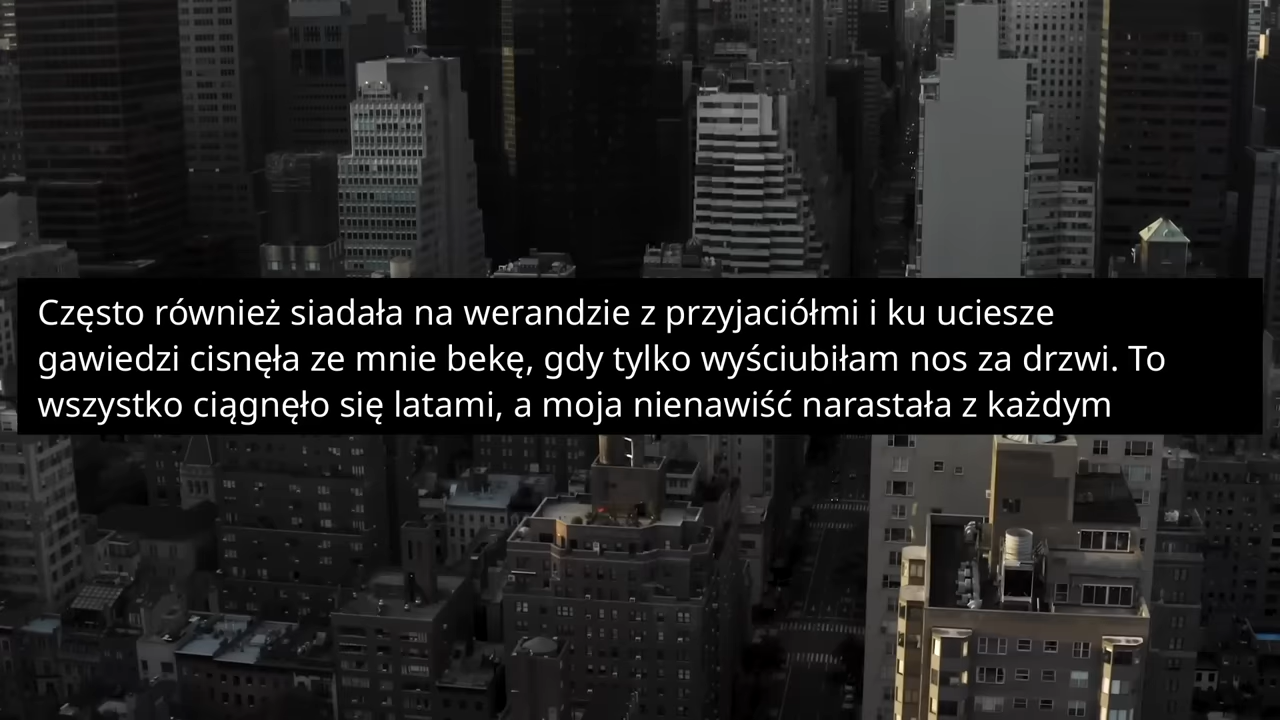 Często również siadała na werandzie z przyjaciółmi i ku uciesze
gawiedzi cisnęła ze mnie bekę, gdy tylko wyściubiłam nos za drzwi. To
wszystko ciągnęło się latami, a moja nienawiść narastała z każdym